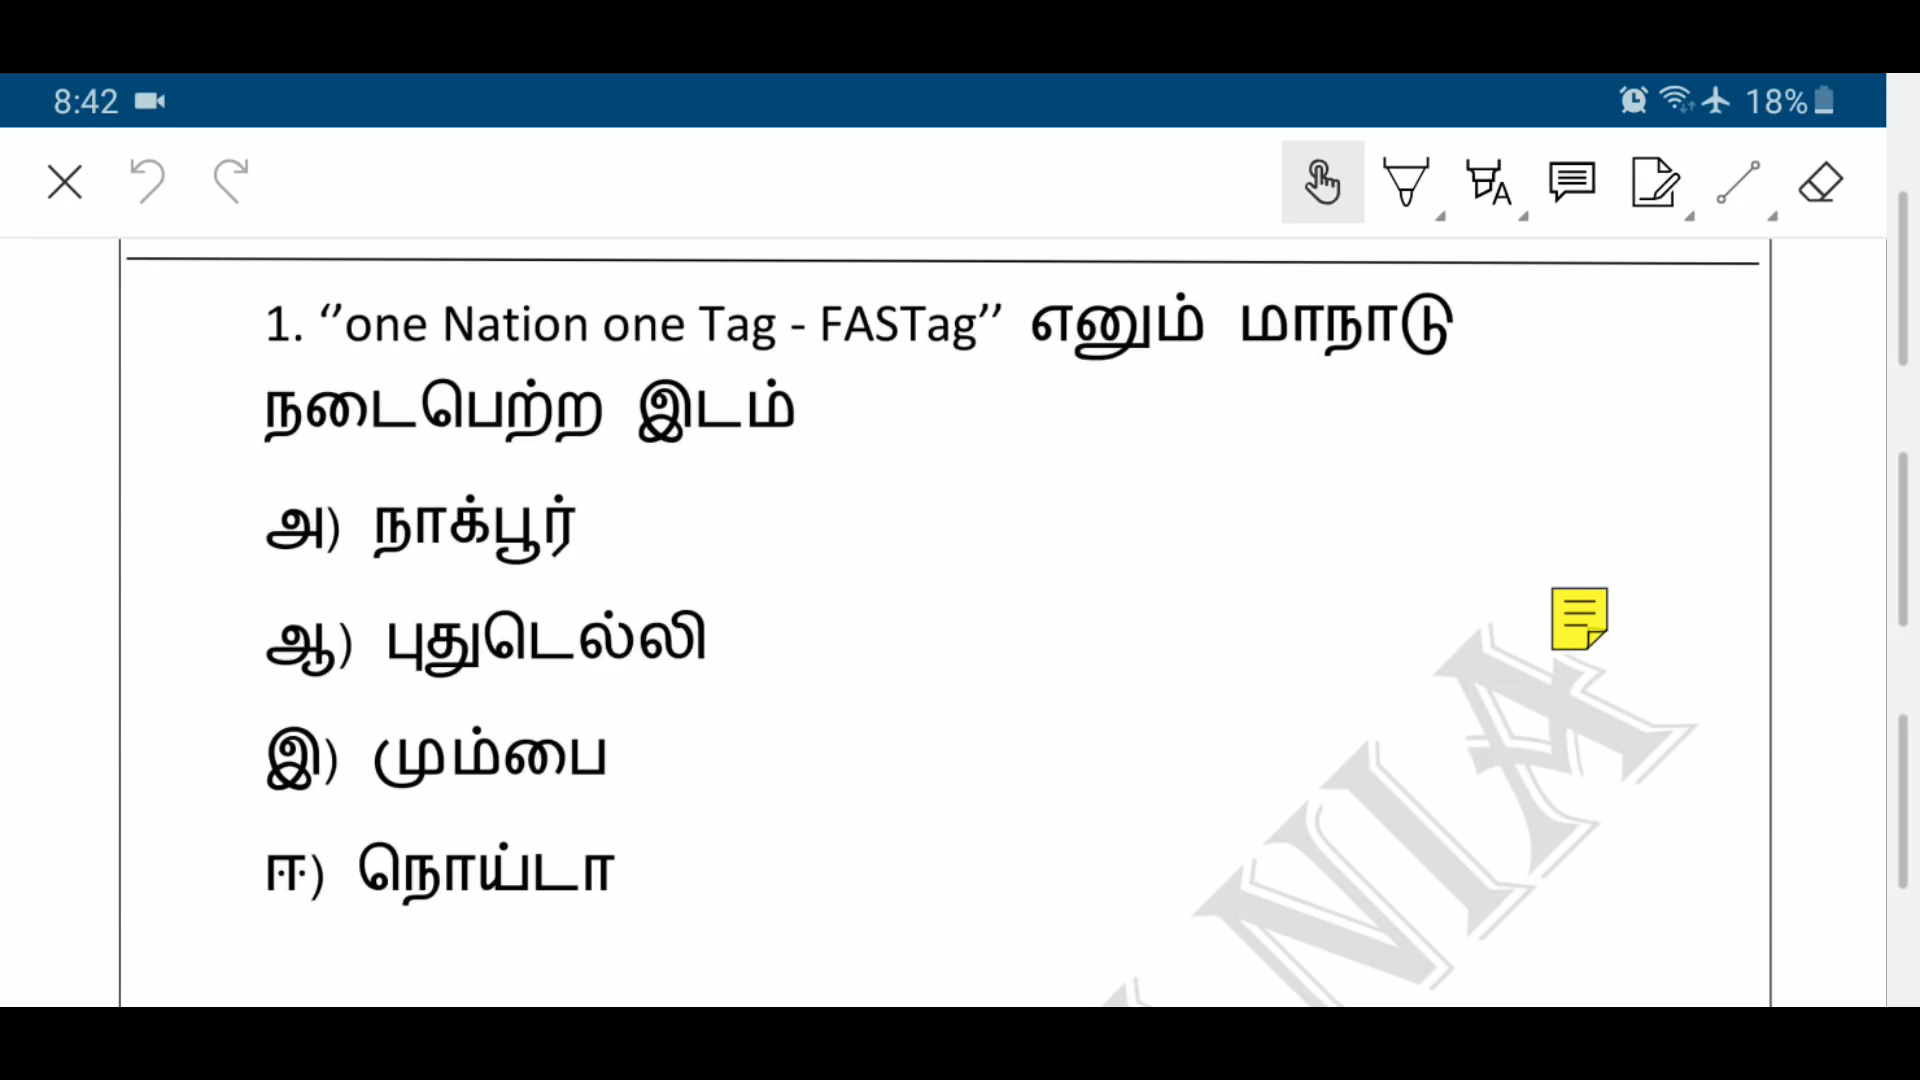 8:42
18%
1. ‘’one Nation one Tag - FASTag’’ எனும் மாநாடு
நடைபெற்ற இடம்
அ) நாக்பூர்
ஆ) புதுடெல்லி
இ) மும்பை
ஈ) நொய்டா
NIA